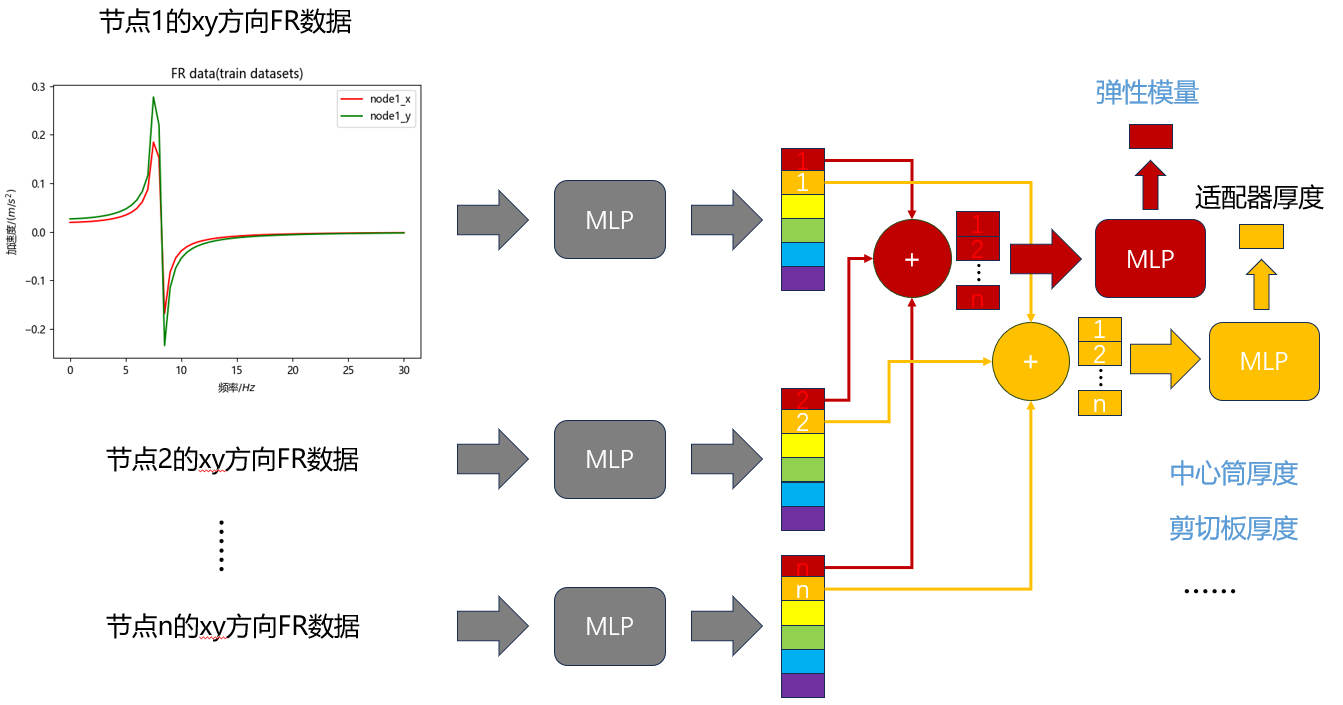 节点1的xy方向FR数据
FR data(train datasets)
node1_x
node1_y
0.3
0.2
0.1
0.0
−0.1
−0.2
加速度/(m/s²)
0
5
10
15
20
25
30
频率/Hz
MLP
1
1
+
1
2
n
MLP
弹性模量
适配器厚度
+
1
2
n
MLP
节点2的xy方向FR数据
MLP
2
2
中心筒厚度
剪切板厚度
......
节点n的xy方向FR数据
MLP
n
n